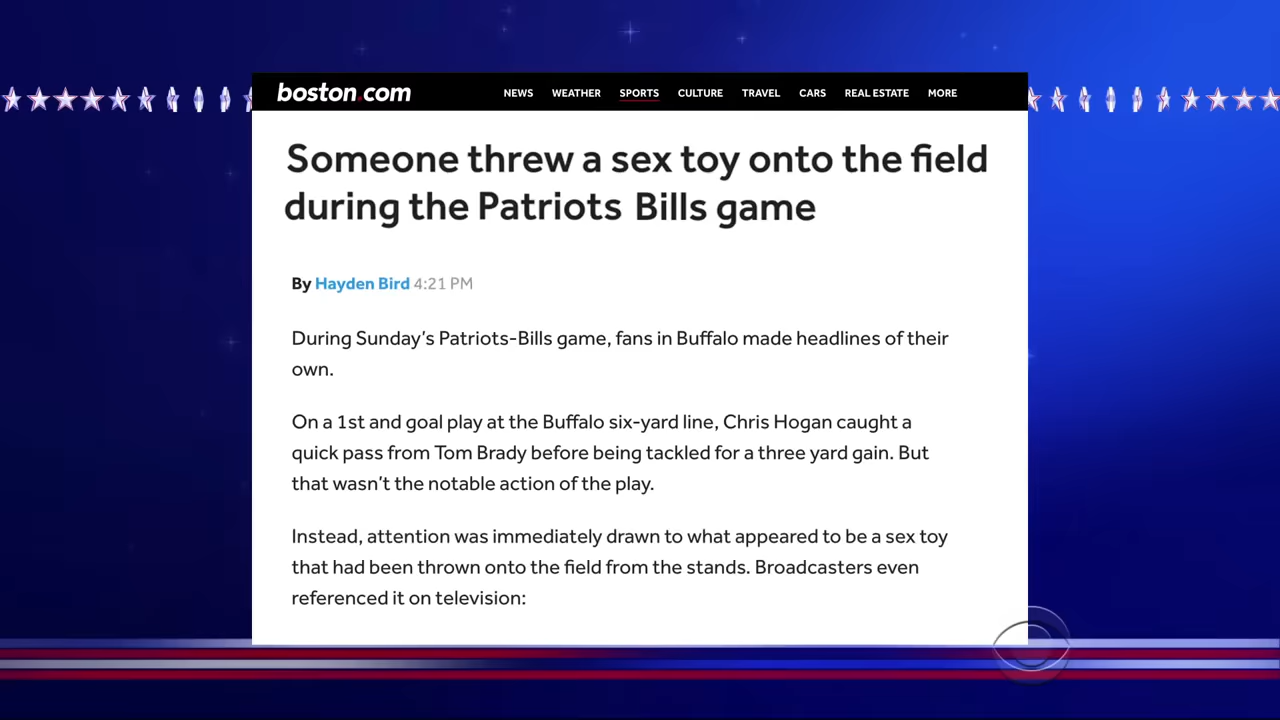 boston.com
NEWS WEATHER SPORTS CULTURE TRAVEL CARS REAL ESTATE MORE
Someone threw a sex toy onto the field
during the Patriots Bills game
By Hayden Bird 4:21 PM
During Sunday’s Patriots-Bills game, fans in Buffalo made headlines of their
own.
On a 1st and goal play at the Buffalo six-yard line, Chris Hogan caught a
quick pass from Tom Brady before being tackled for a three yard gain. But
that wasn’t the notable action of the play.
Instead, attention was immediately drawn to what appeared to be a sex toy
that had been thrown onto the field from the stands. Broadcasters even
referenced it on television: